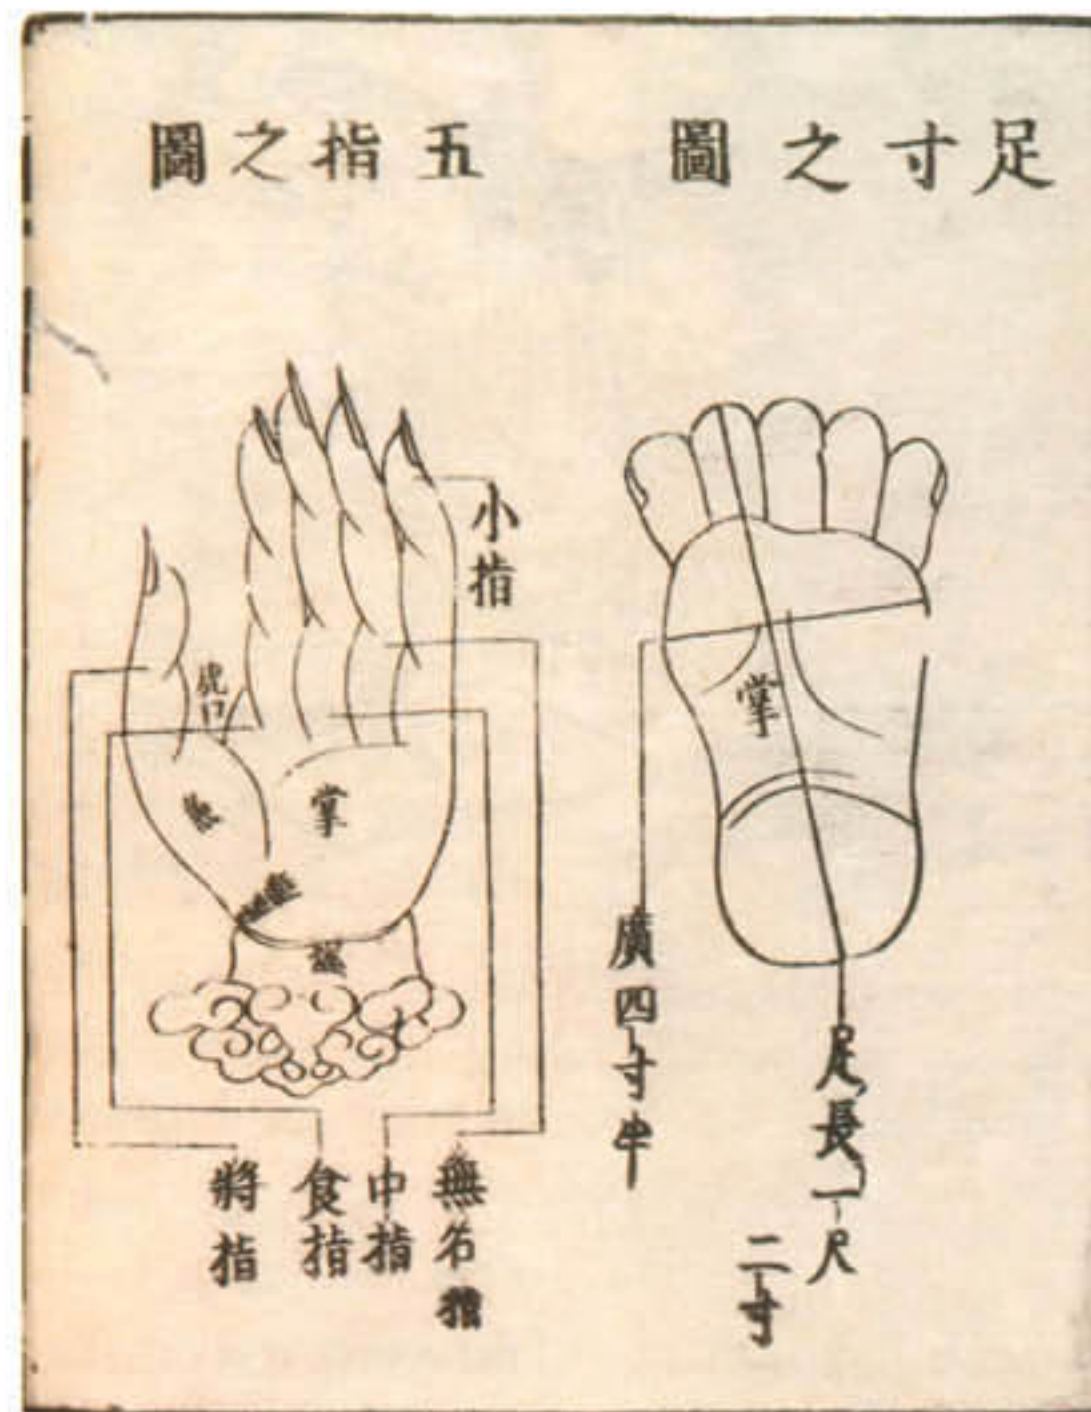 足寸之圖
掌
廣四寸半
足長一尺
二寸
五指之圖
小指
虎口
掌
無名指
中指
食指
將指